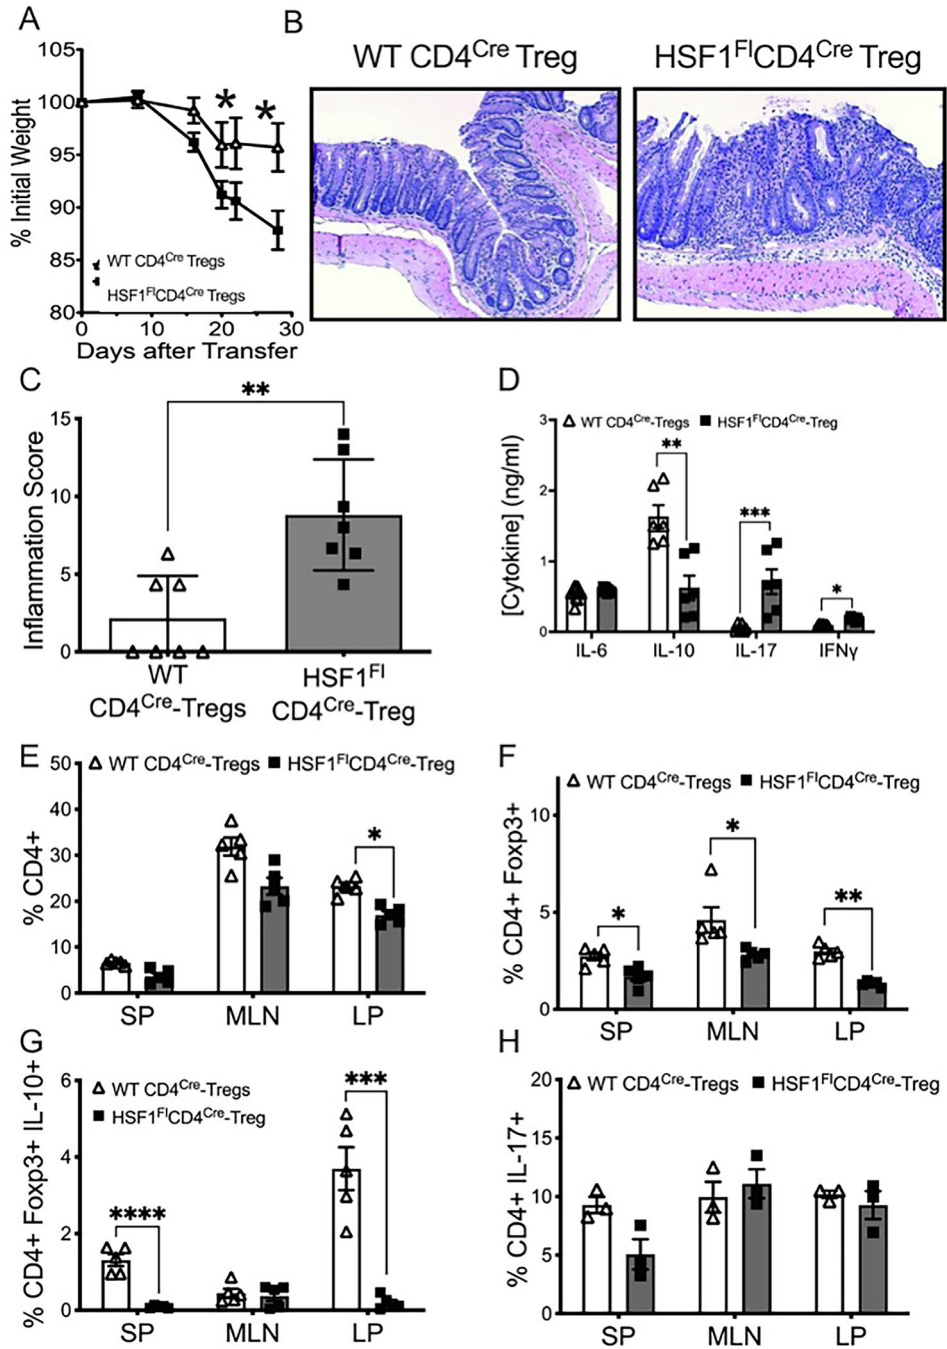 A
105
100
95
90
85
80
% Initial Weight
* *
WT CD4Cre Tregs
HSF1FlCD4Cre Tregs
0 10 20 30
Days after Transfer
B
WT CD4Cre Treg
HSF1FlCD4Cre Treg
C
15
10
5
0
Inflammation Score
**
WT
CD4Cre-Tregs
HSF1Fl
CD4Cre-Treg
D
3
2
1
0
[Cytokine] (ng/ml)
WT CD4Cre-Tregs HSF1FlCD4Cre-Treg
**
***
*
IL-6 IL-10 IL-17 IFNγ
E
50
40
30
20
10
0
% CD4+
WT CD4Cre-Tregs HSF1FlCD4Cre-Treg
*
SP MLN LP
F
10
5
0
% CD4+ Foxp3+
WT CD4Cre-Tregs HSF1FlCD4Cre-Treg
*
*
**
SP MLN LP
G
6
4
2
0
% CD4+ Foxp3+ IL-10+
WT CD4Cre-Tregs
HSF1FlCD4Cre-Treg
****
***
SP MLN LP
H
20
15
10
5
0
% CD4+ IL-17+
WT CD4Cre-Tregs HSF1FlCD4Cre-Treg
SP MLN LP